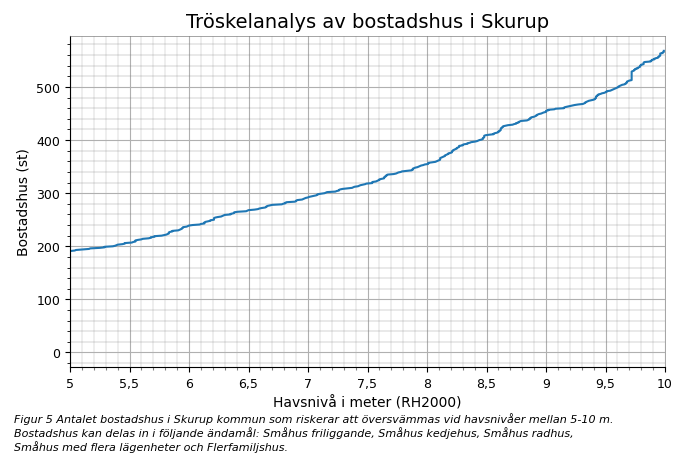 Tröskelanalys av bostadshus i Skurup
Bostadshus (st)
500
400
300
200
100
0
5 5,5 6 6,5 7 7,5 8 8,5 9 9,5 10
Havsnivå i meter (RH2000)
Figur 5 Antalet bostadshus i Skurup kommun som riskerar att översvämmas vid havsnivåer mellan 5-10 m.
Bostadshus kan delas in i följande ändamål: Småhus friliggande, Småhus kedjehus, Småhus radhus,
Småhus med flera lägenheter och Flerfamiljshus.